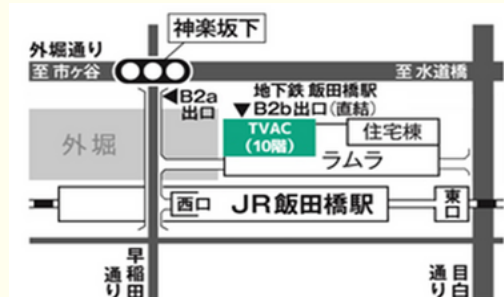 神楽坂下
外堀通り
至 市ヶ谷
至 水道橋
◀B2a
出口
地下鉄 飯田橋駅
▼B2b出口(直結)
TVAC
(10階)
住宅棟
ラムラ
外堀
西口
JR飯田橋駅
東口
早稲田通り
目白通り